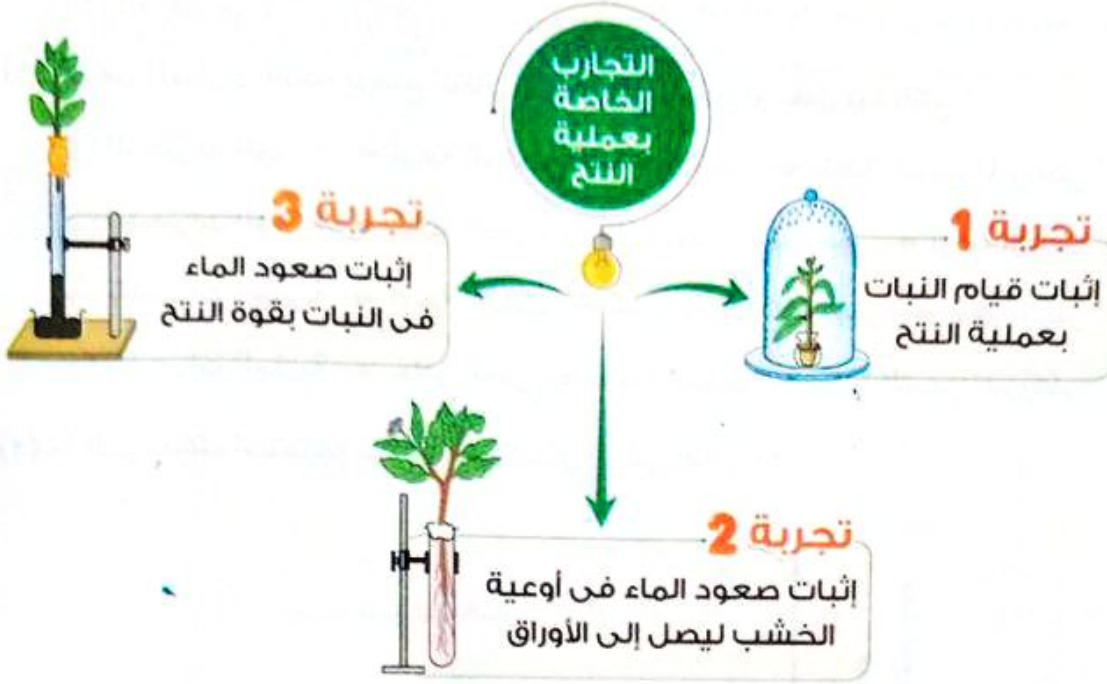 التجارب
الخاصة
بعملية
النتح
تجربة 1
إثبات قيام النبات
بعملية النتح
تجربة 2
إثبات صعود الماء فى أوعية
الخشب ليصل إلى الأوراق
تجربة 3
إثبات صعود الماء
فى النبات بقوة النتح